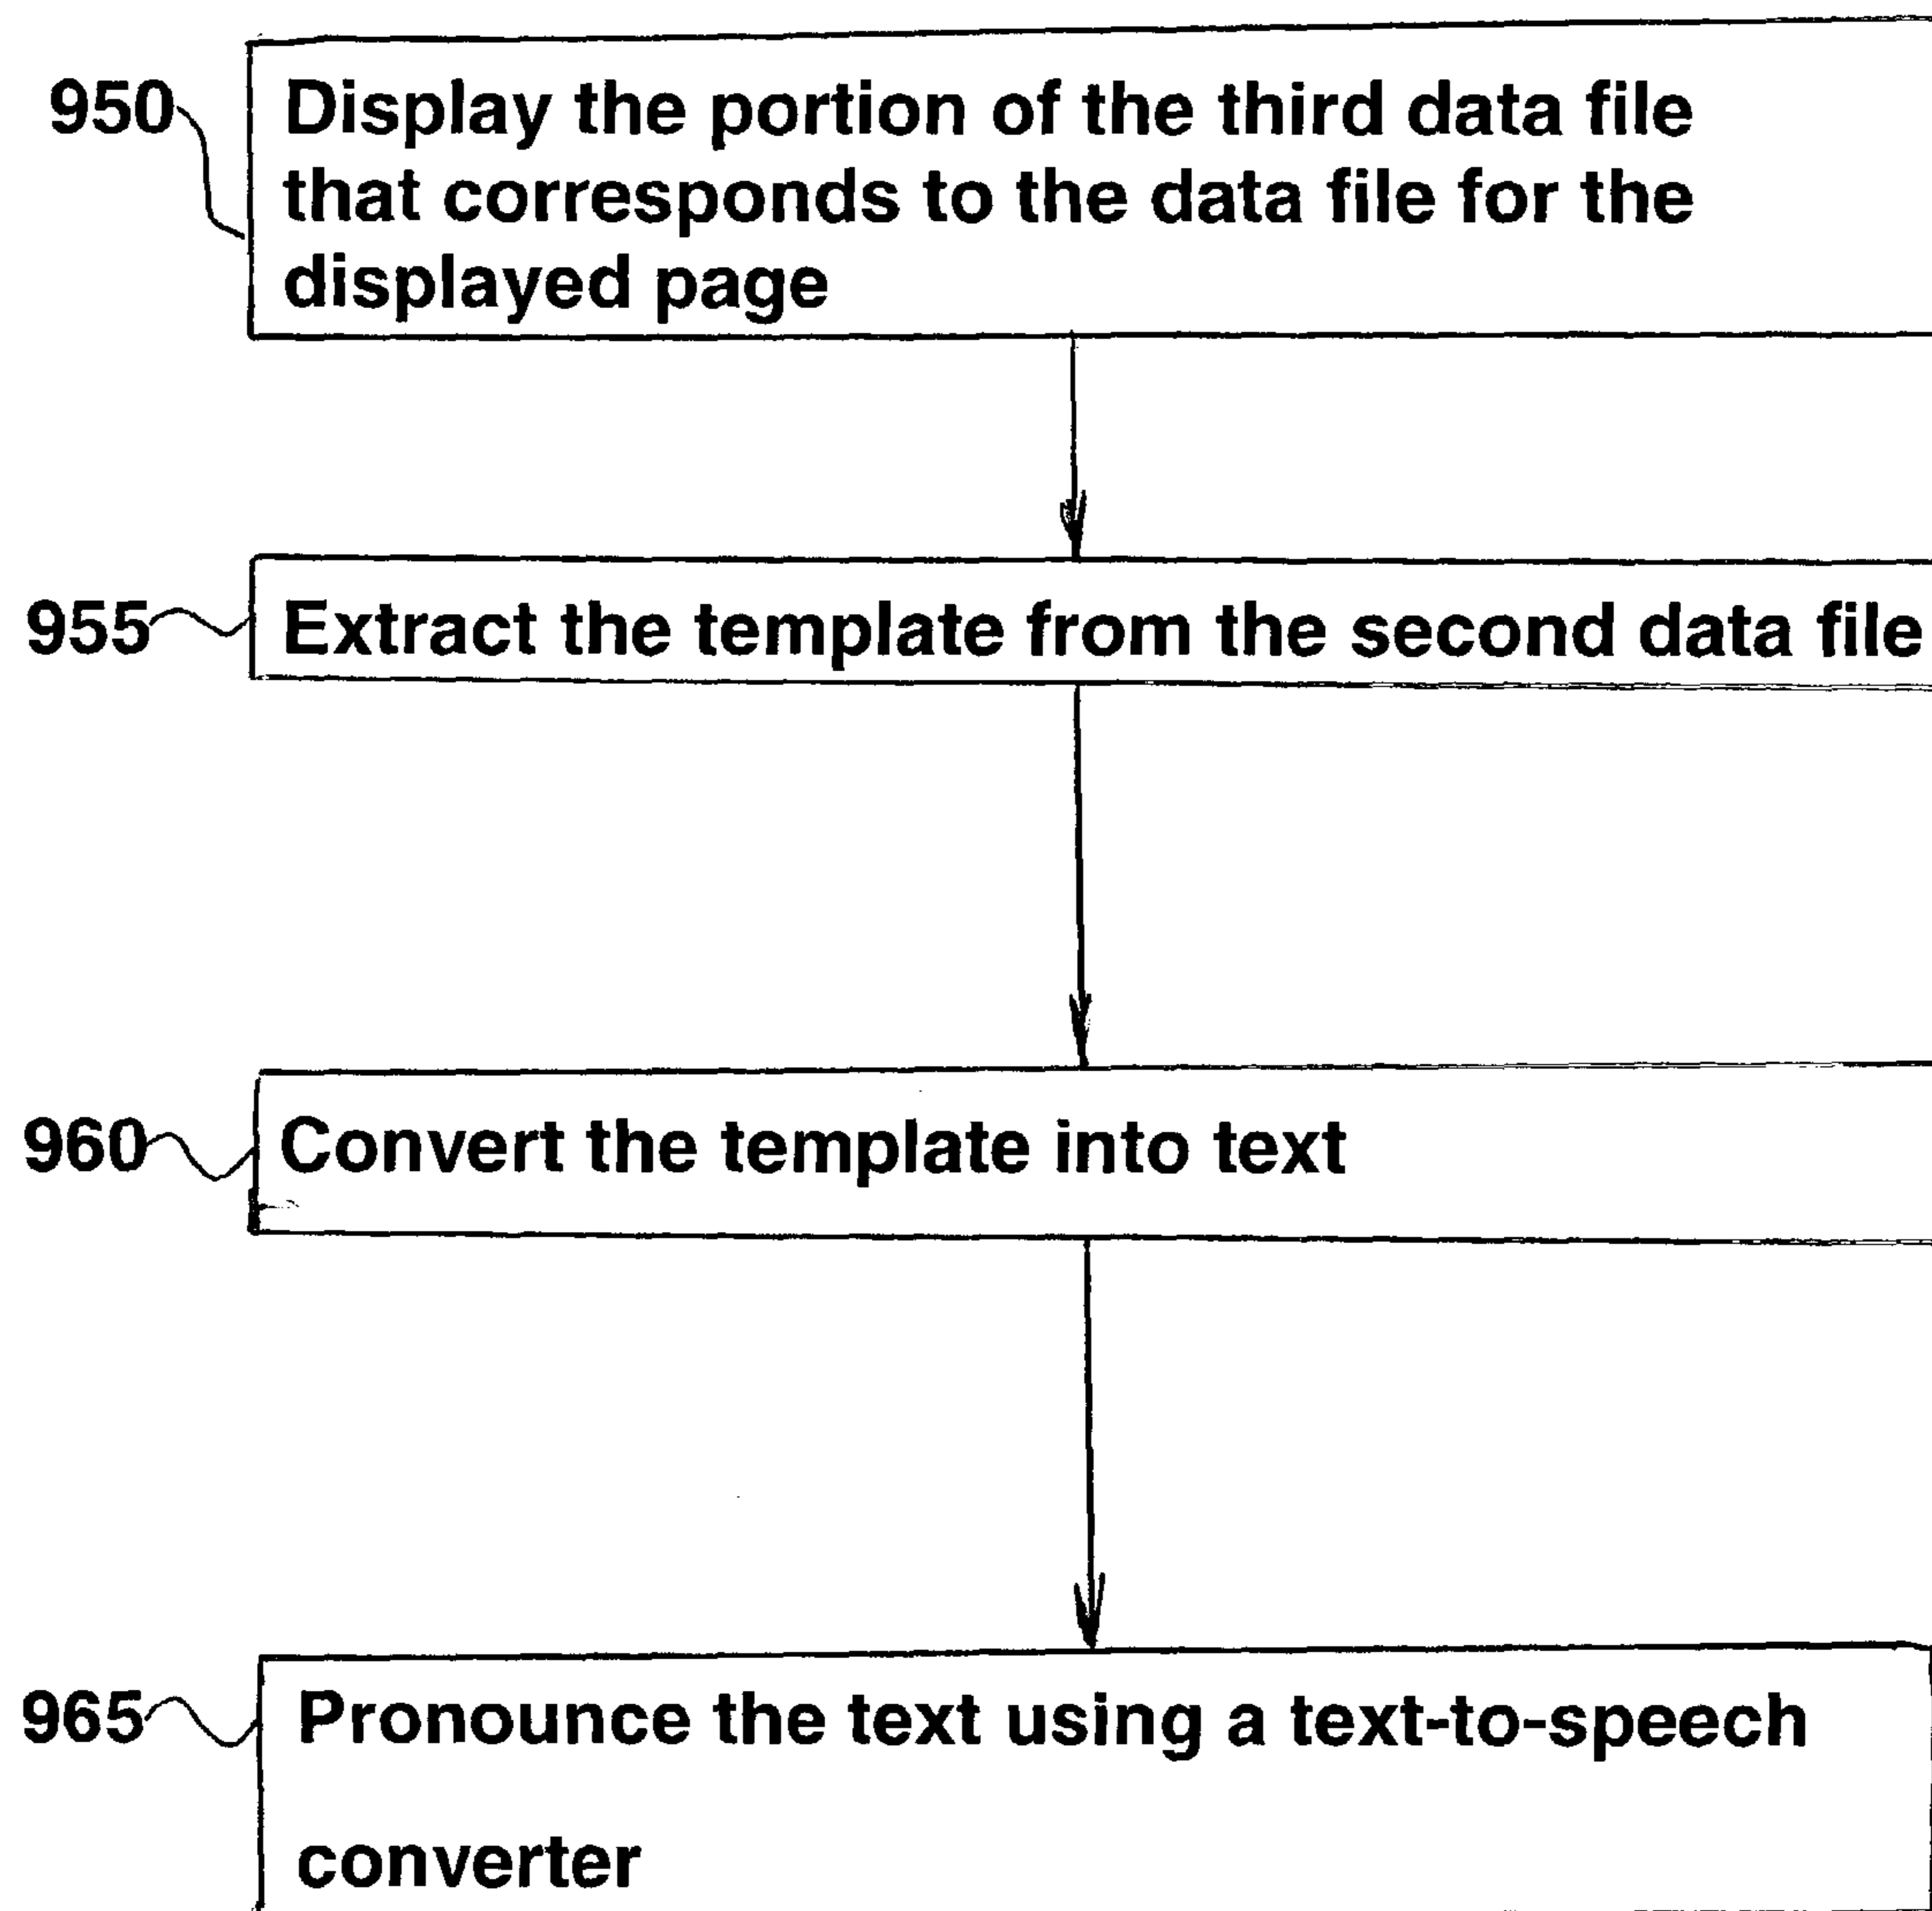 950 Display the portion of the third data file
that corresponds to the data file for the
displayed page
955 Extract the template from the second data file
960 Convert the template into text
965 Pronounce the text using a text-to-speech
converter